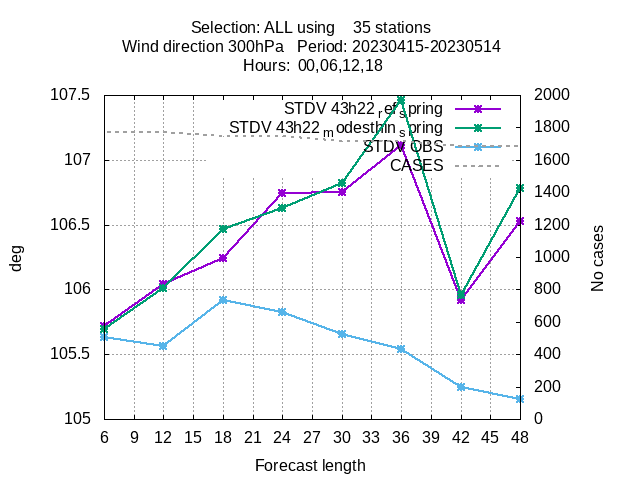 Selection: ALL using    35 stations
Wind direction 300hPa   Period: 20230415-20230514
Hours:  00,06,12,18
107.5
107
106.5
106
105.5
105
deg
STDV 43h22refspring
STDV 43h22modesthinspring
STDV OBS
CASES
2000
1800
1600
1400
1200
1000
800
600
400
200
0
No cases
6 9 12 15 18 21 24 27 30 33 36 39 42 45 48
Forecast length